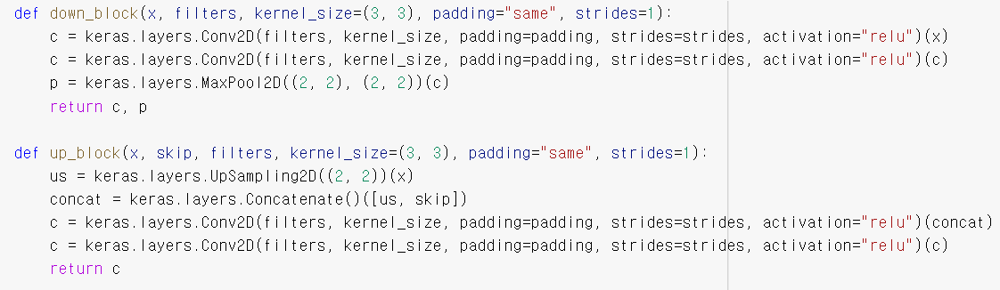 def down_block(x, filters, kernel_size=(3, 3), padding="same", strides=1):
    c = keras.layers.Conv2D(filters, kernel_size, padding=padding, strides=strides, activation="relu")(x)
    c = keras.layers.Conv2D(filters, kernel_size, padding=padding, strides=strides, activation="relu")(c)
    p = keras.layers.MaxPool2D((2, 2), (2, 2))(c)
    return c, p

def up_block(x, skip, filters, kernel_size=(3, 3), padding="same", strides=1):
    us = keras.layers.UpSampling2D((2, 2))(x)
    concat = keras.layers.Concatenate()([us, skip])
    c = keras.layers.Conv2D(filters, kernel_size, padding=padding, strides=strides, activation="relu")(concat)
    c = keras.layers.Conv2D(filters, kernel_size, padding=padding, strides=strides, activation="relu")(c)
    return c